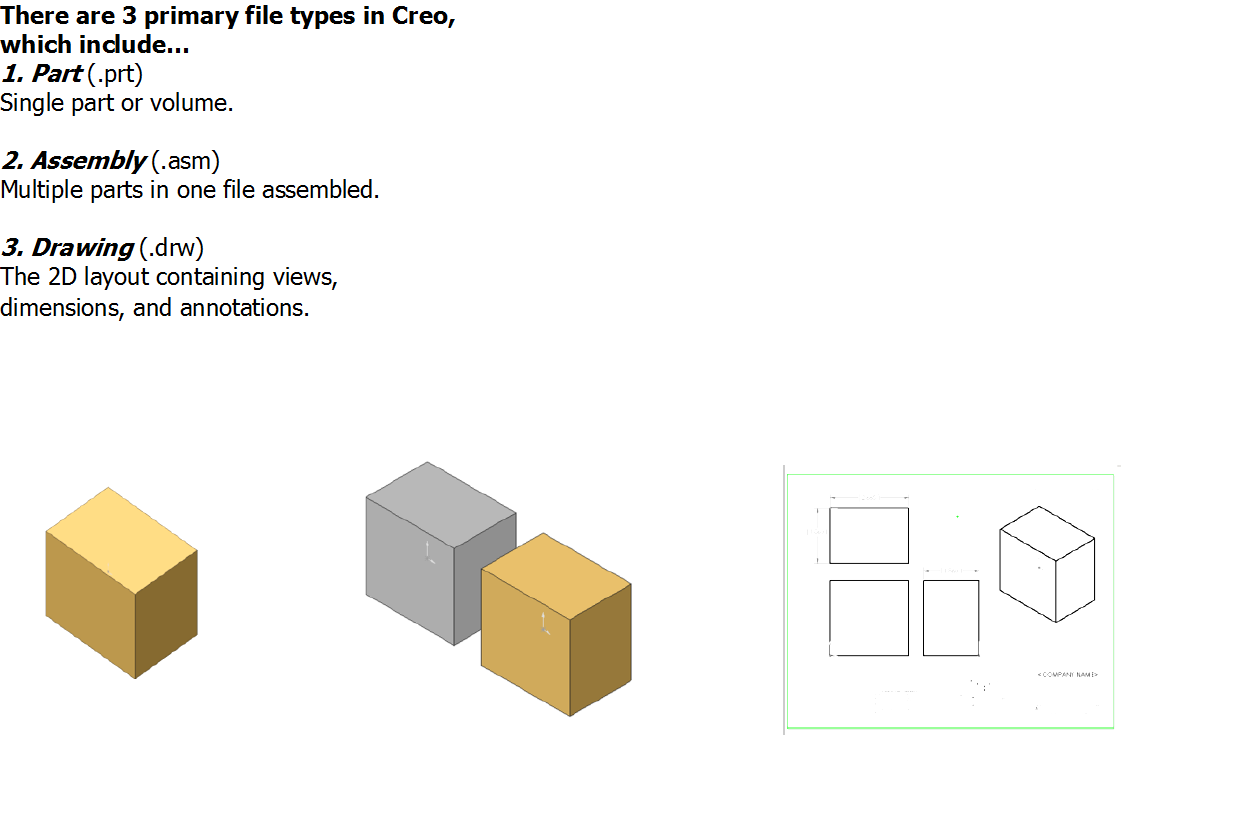 There are 3 primary file types in Creo,
which include...
1. Part (.prt)
Single part or volume.
2. Assembly (.asm)
Multiple parts in one file assembled.
3. Drawing (.drw)
The 2D layout containing views,
dimensions, and annotations.
<COMPANY NAME>